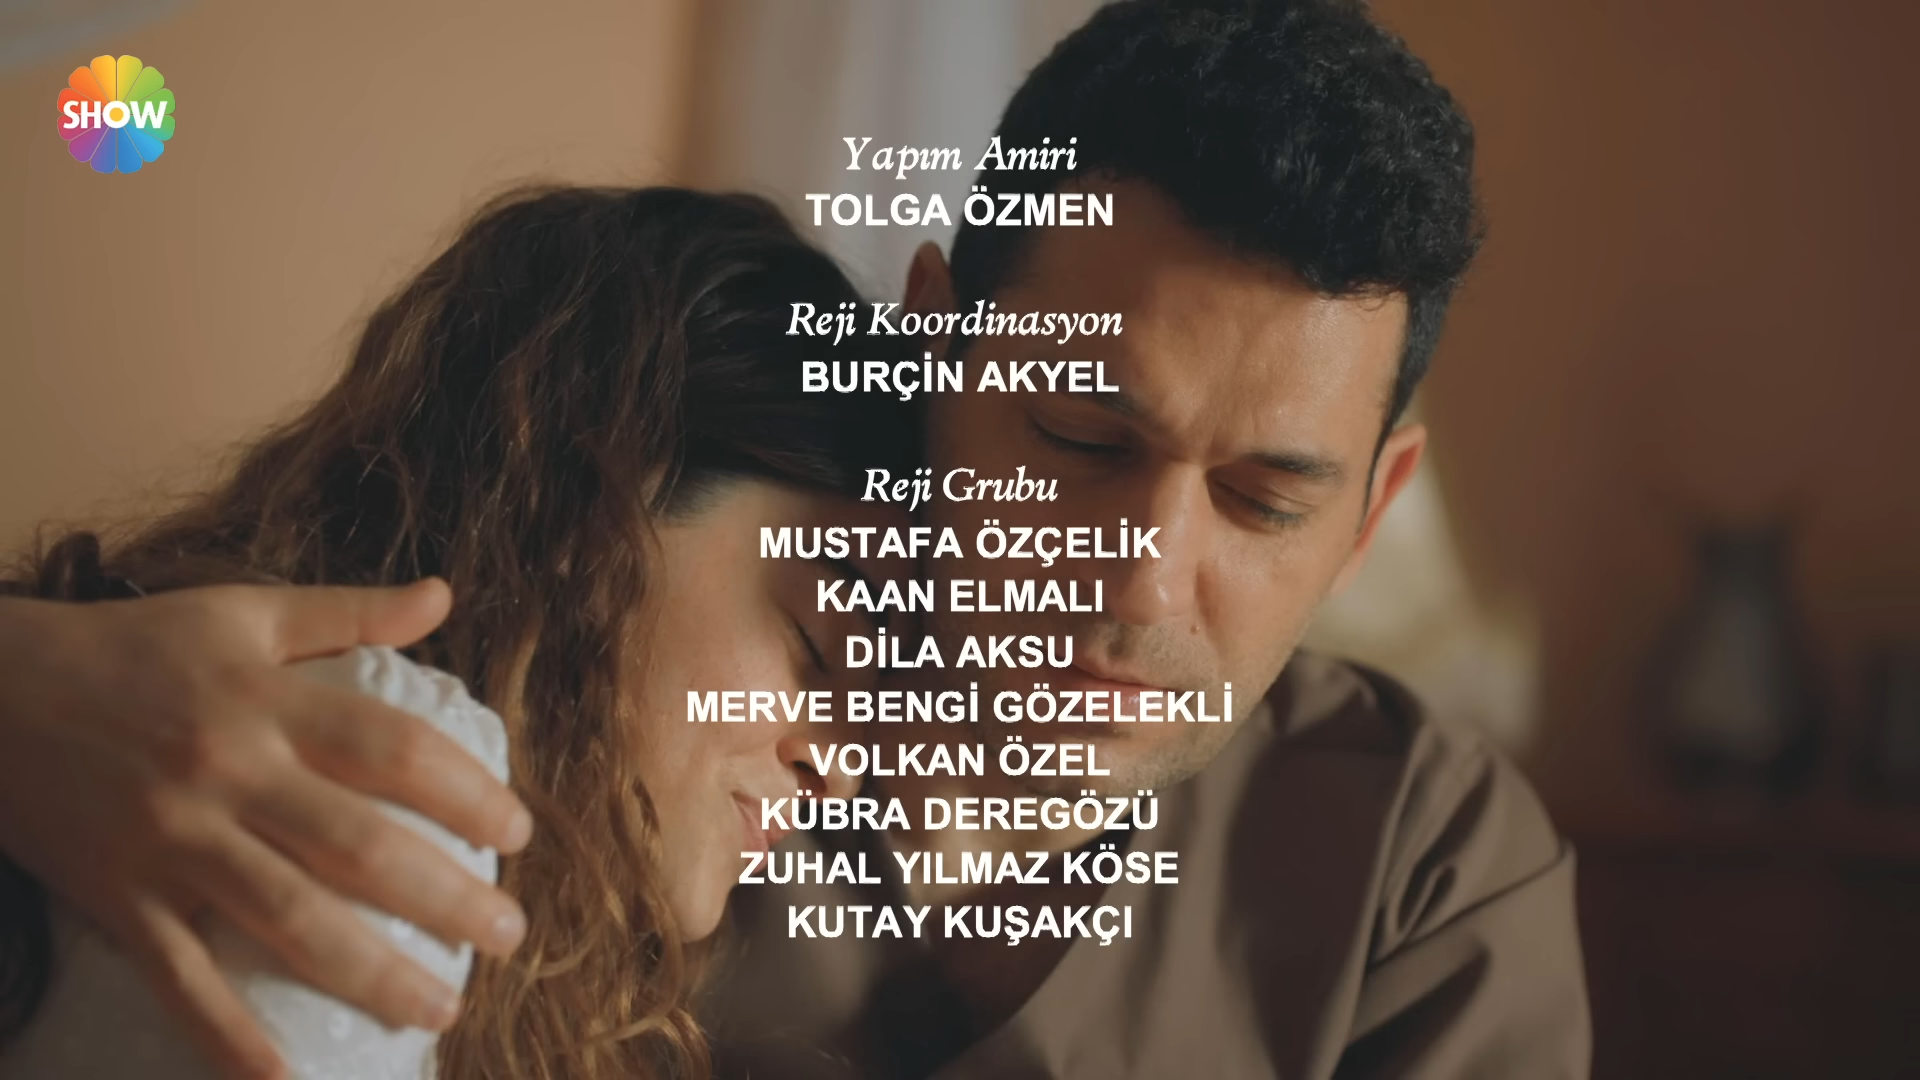 SHOW
Yapım Amiri
TOLGA ÖZMEN
Reji Koordinasyon
BURÇİN AKYEL
Reji Grubu
MUSTAFA ÖZÇELİK
KAAN ELMALI
DİLA AKSU
MERVE BENGİ GÖZELEKLİ
VOLKAN ÖZEL
KÜBRA DEREGÖZÜ
ZUHAL YILMAZ KÖSE
KUTAY KUŞAKÇI